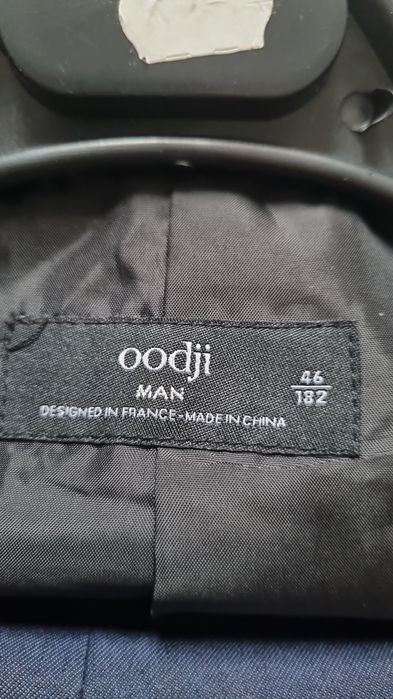 oodji
MAN
DESIGNED IN FRANCE-MADE IN CHINA
46
182